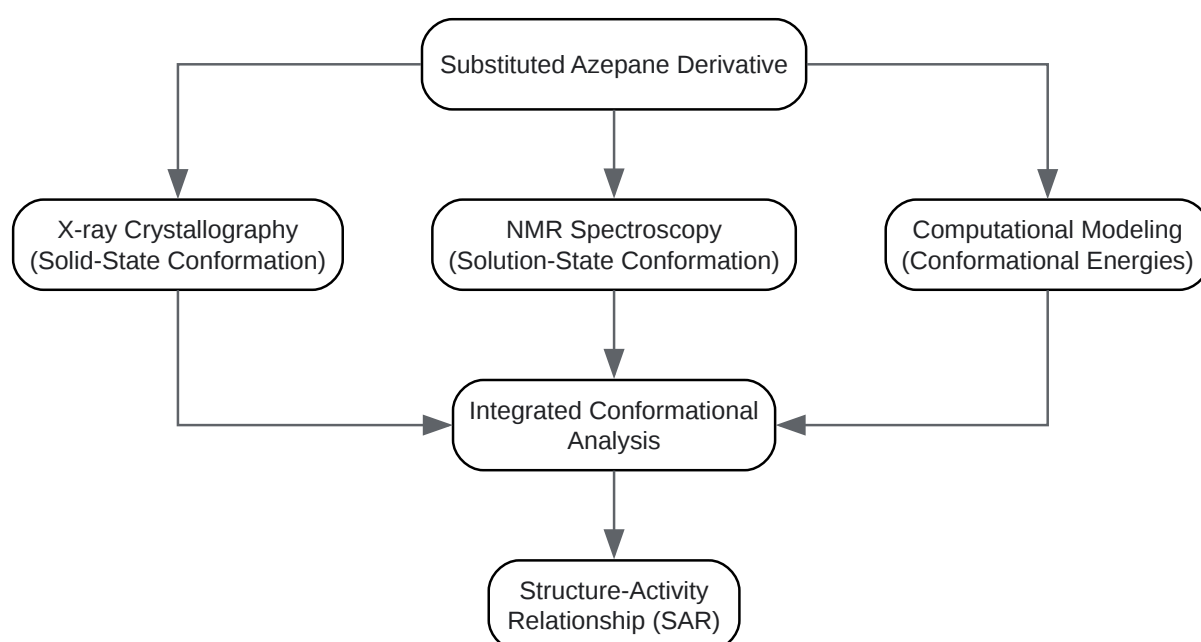 Substituted Azepane Derivative
X-ray Crystallography
(Solid-State Conformation)
NMR Spectroscopy
(Solution-State Conformation)
Computational Modeling
(Conformational Energies)
Integrated Conformational
Analysis
Structure-Activity
Relationship (SAR)